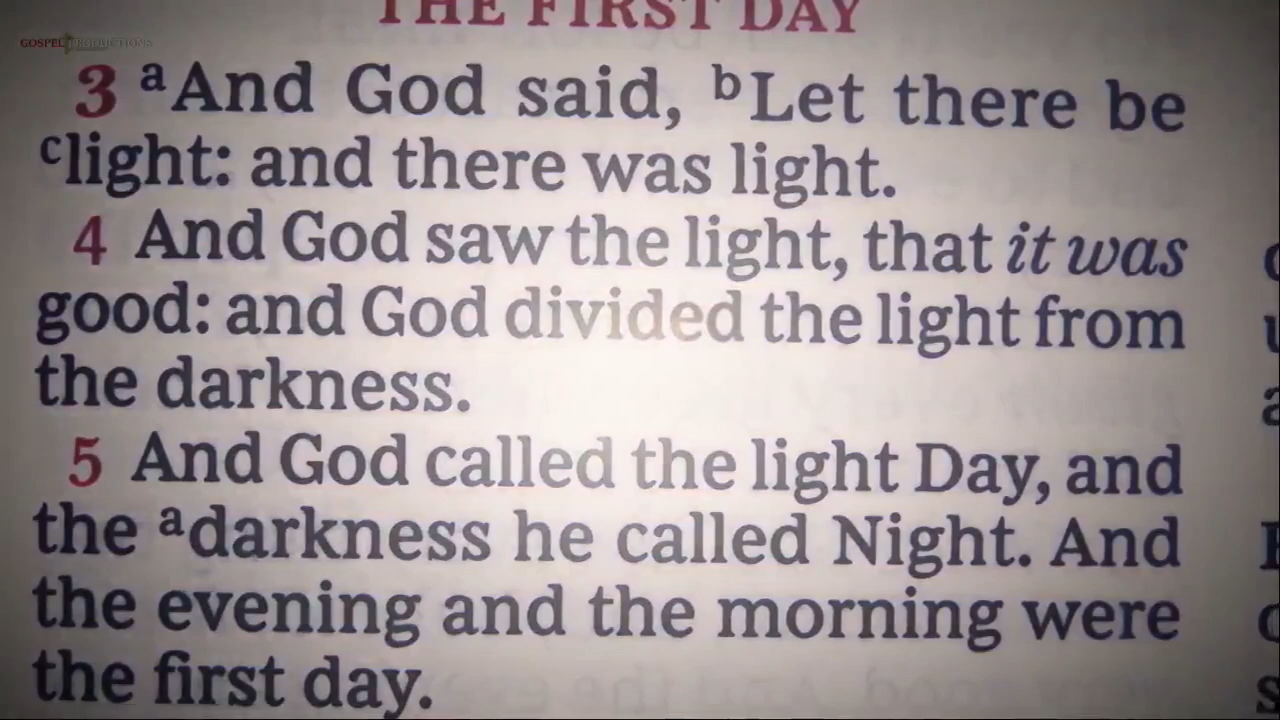 THE FIRST DAY
GOSPEL PRODUCTIONS
3 aAnd God said, bLet there be
clight: and there was light.
4 And God saw the light, that it was
good: and God divided the light from
the darkness.
5 And God called the light Day, and
the adarkness he called Night. And
the evening and the morning were
the first day.